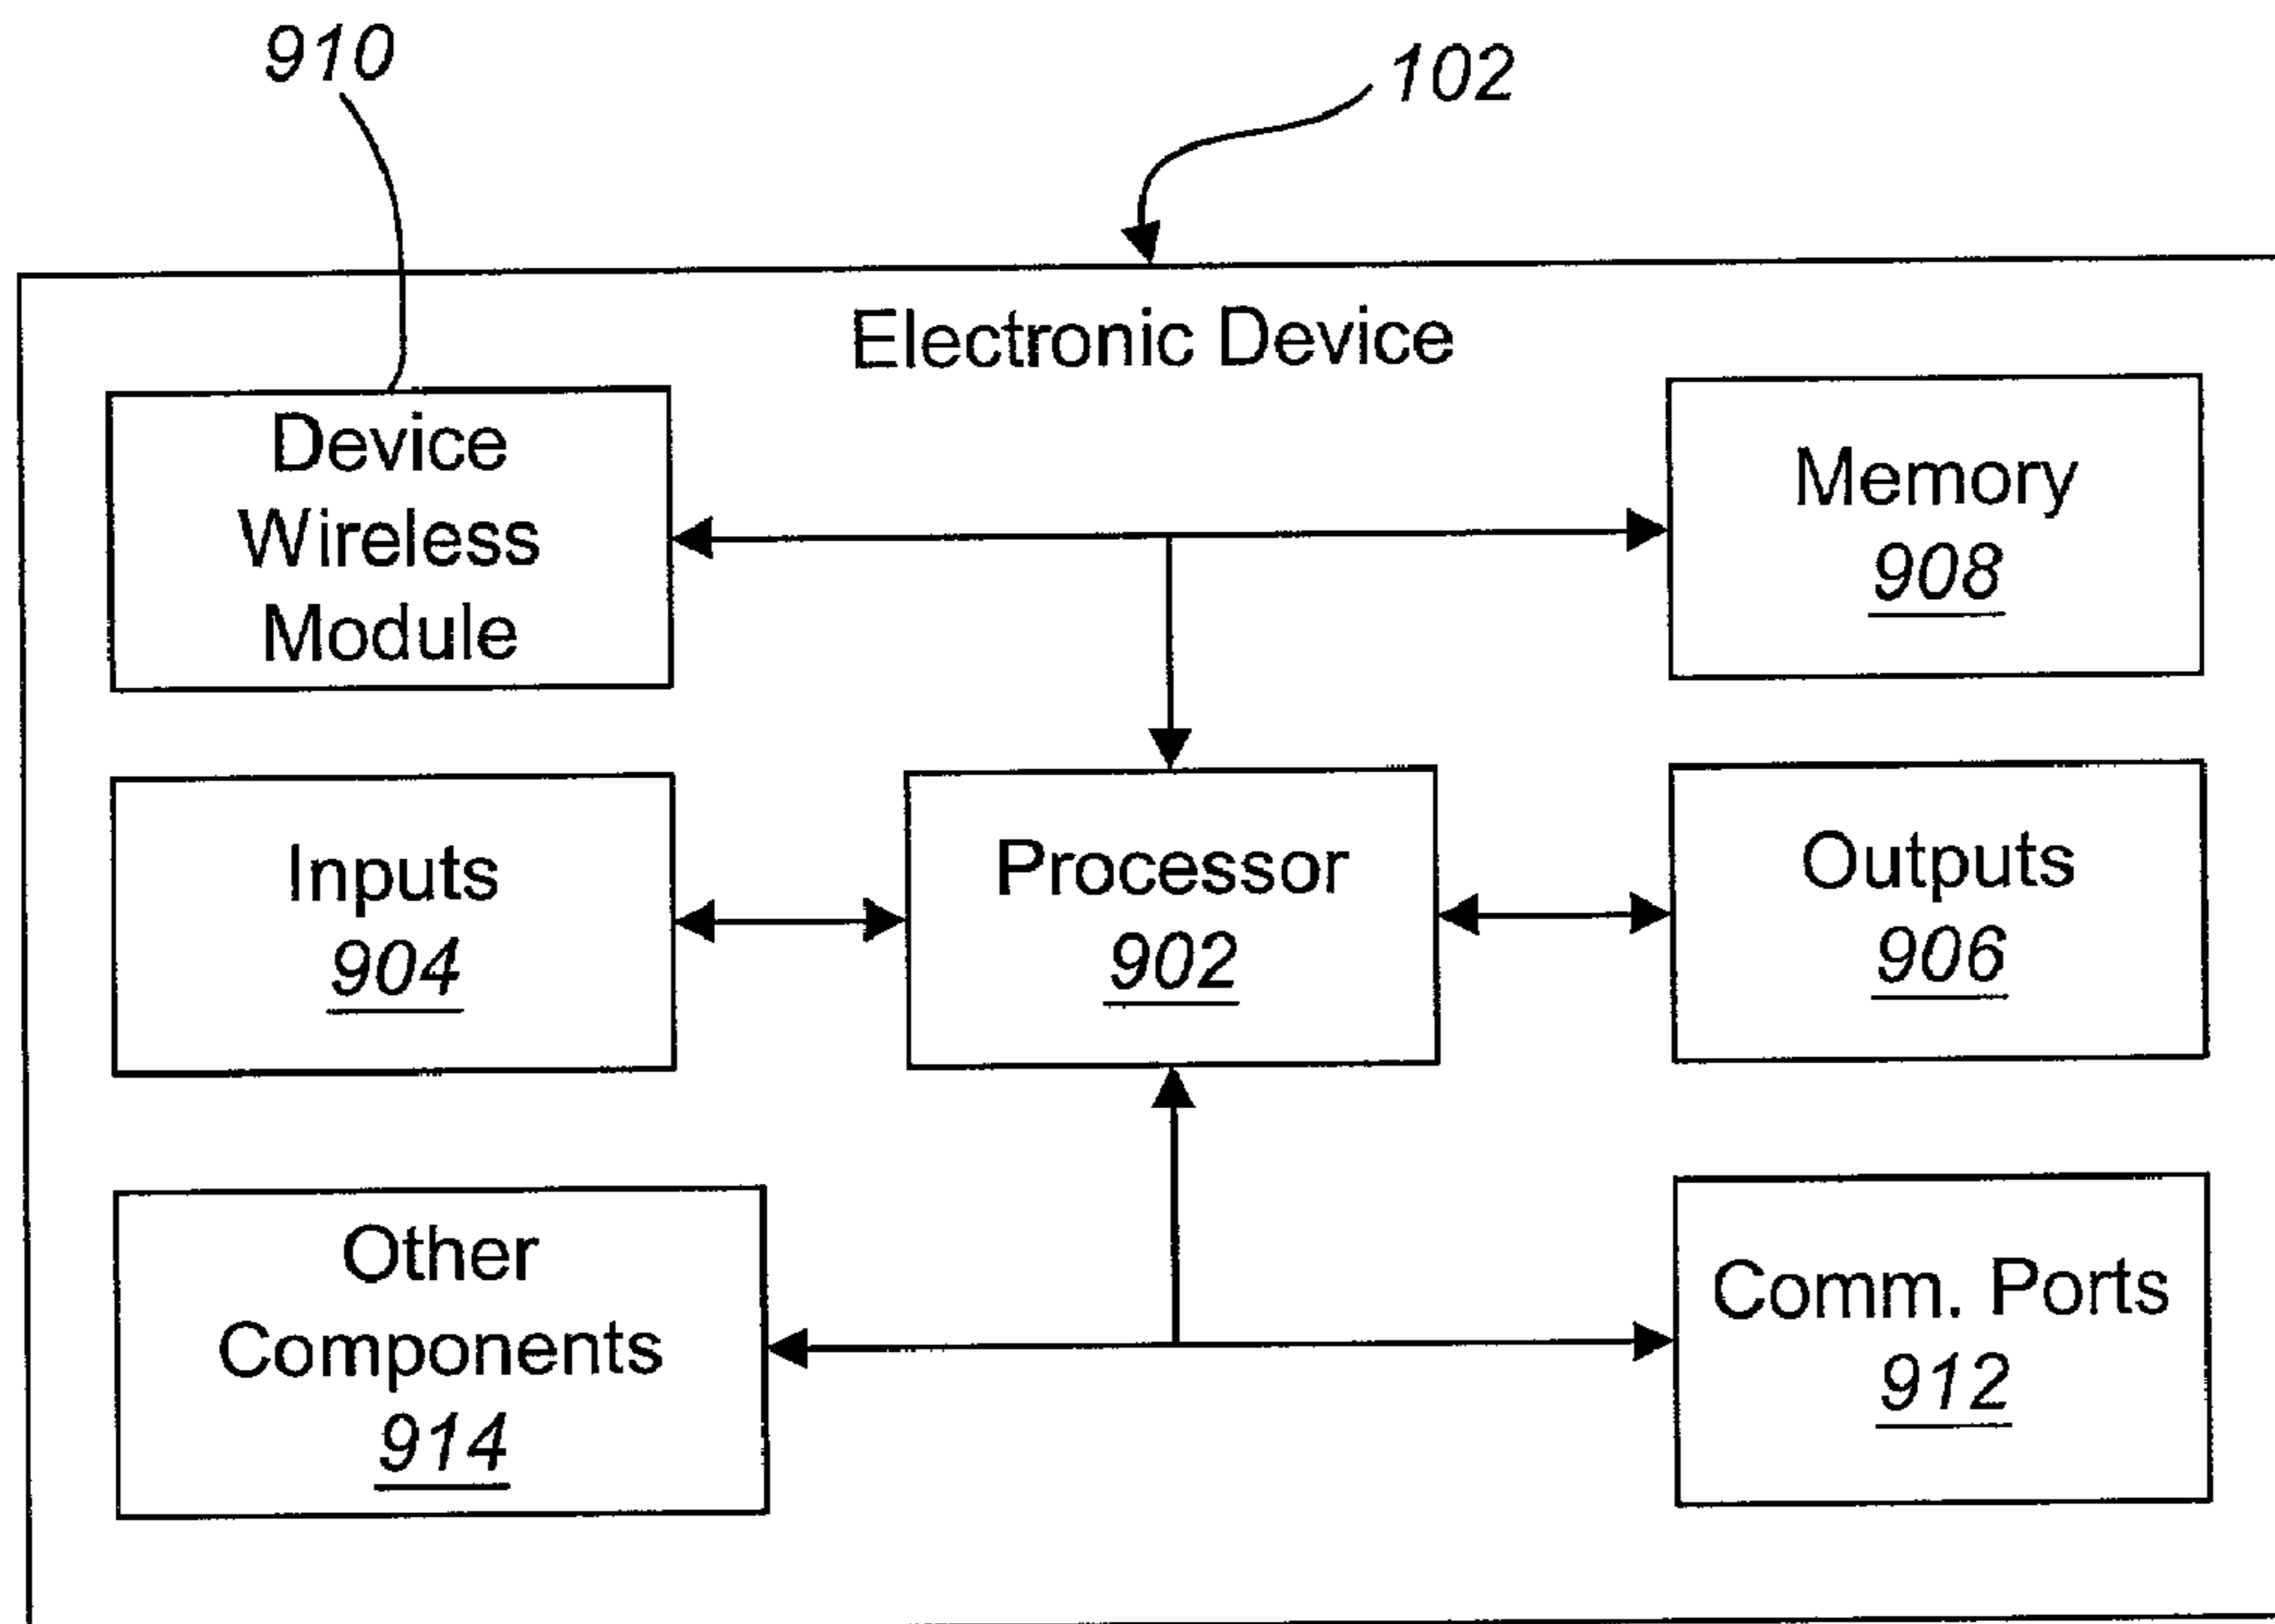 910
102
Electronic Device
Device
Wireless
Module
Memory
908
Inputs
904
Processor
902
Outputs
906
Other
Components
914
Comm. Ports
912